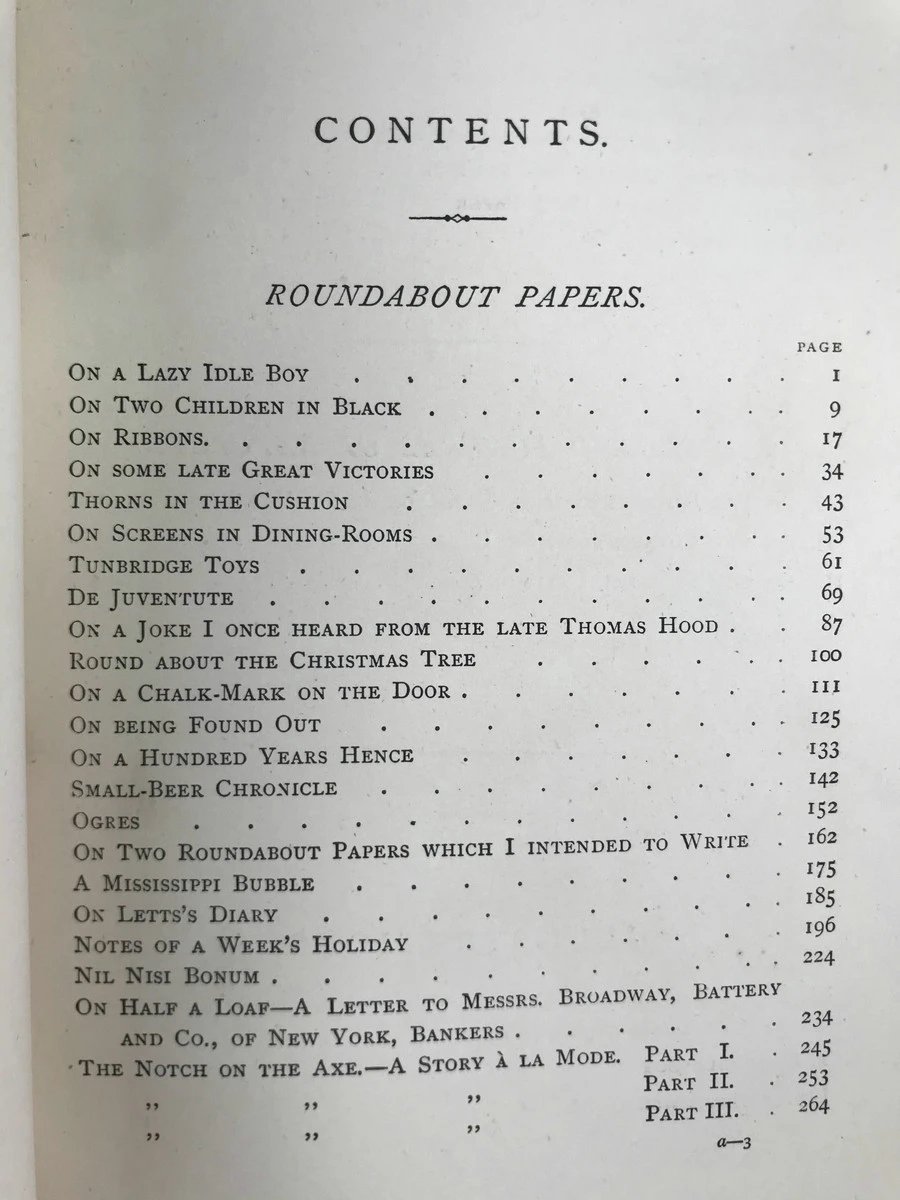 CONTENTS.
ROUNDABOUT PAPERS.
PAGE
ON A LAZY IDLE BOY . . . . . . . . . 1
ON TWO CHILDREN IN BLACK . . . . . . . . 9
ON RIBBONS. . . . . . . . . . . . 17
ON SOME LATE GREAT VICTORIES . . . . . . . 34
THORNS IN THE CUSHION . . . . . . . . 43
ON SCREENS IN DINING-ROOMS . . . . . . . . 53
TUNBRIDGE TOYS . . . . . . . . . . 61
DE JUVENTUTE . . . . . . . . . . . 69
ON A JOKE I ONCE HEARD FROM THE LATE THOMAS HOOD . . 87
ROUND ABOUT THE CHRISTMAS TREE . . . . . . 100
ON A CHALK-MARK ON THE DOOR . . . . . . . 111
ON BEING FOUND OUT . . . . . . . . . 125
ON A HUNDRED YEARS HENCE . . . . . . . 133
SMALL-BEER CHRONICLE . . . . . . . . . 142
OGRES . . . . . . . . . . . . 152
ON TWO ROUNDABOUT PAPERS WHICH I INTENDED TO WRITE . 162
A MISSISSIPPI BUBBLE . . . . . . . . . 175
ON LETTS'S DIARY . . . . . . . . . 185
NOTES OF A WEEK'S HOLIDAY . . . . . . . 196
NIL NISI BONUM . . . . . . . . . . . 224
ON HALF A LOAF—A LETTER TO MESSRS. BROADWAY, BATTERY
AND CO., OF NEW YORK, BANKERS . . . . . . 234
THE NOTCH ON THE AXE.—A STORY À LA MODE. PART I. . 245
" " " PART II. . 253
" " " PART III. . 264
a—3